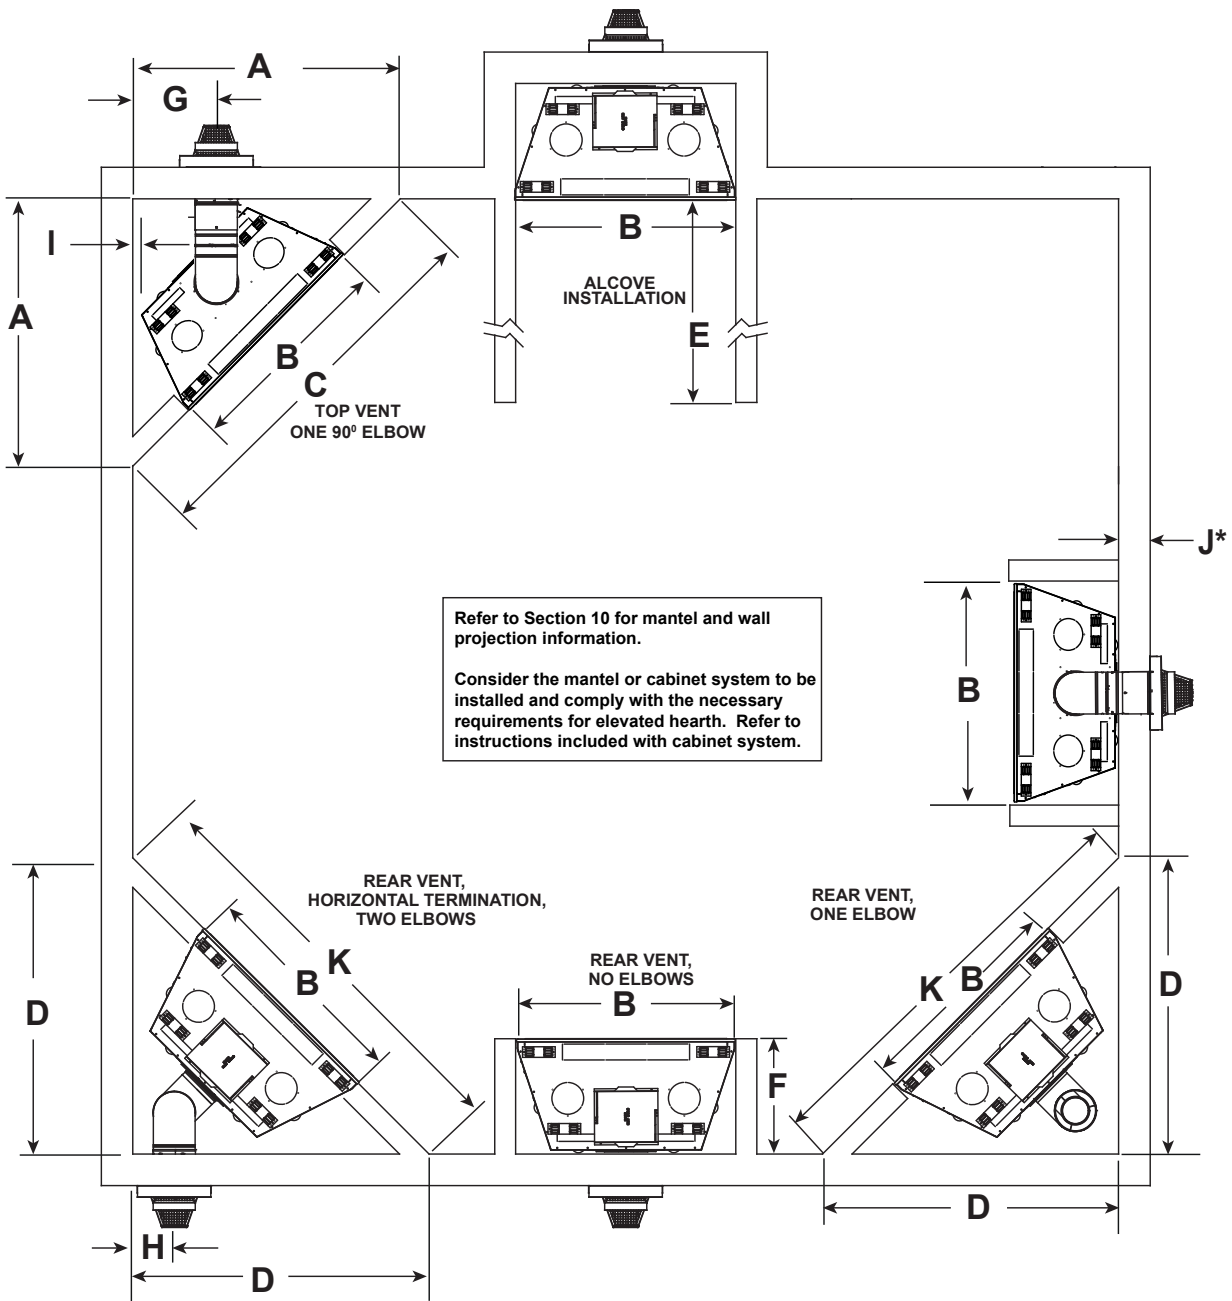 A
G
I
A
B
C
TOP VENT
ONE 90⁰ ELBOW
B
ALCOVE
INSTALLATION
E
J*
B
Refer to Section 10 for mantel and wall
projection information.
Consider the mantel or cabinet system to be
installed and comply with the necessary
requirements for elevated hearth. Refer to
instructions included with cabinet system.
REAR VENT,
HORIZONTAL TERMINATION,
TWO ELBOWS
B
K
D
H
D
REAR VENT,
NO ELBOWS
B
F
REAR VENT,
ONE ELBOW
K
B
D
D